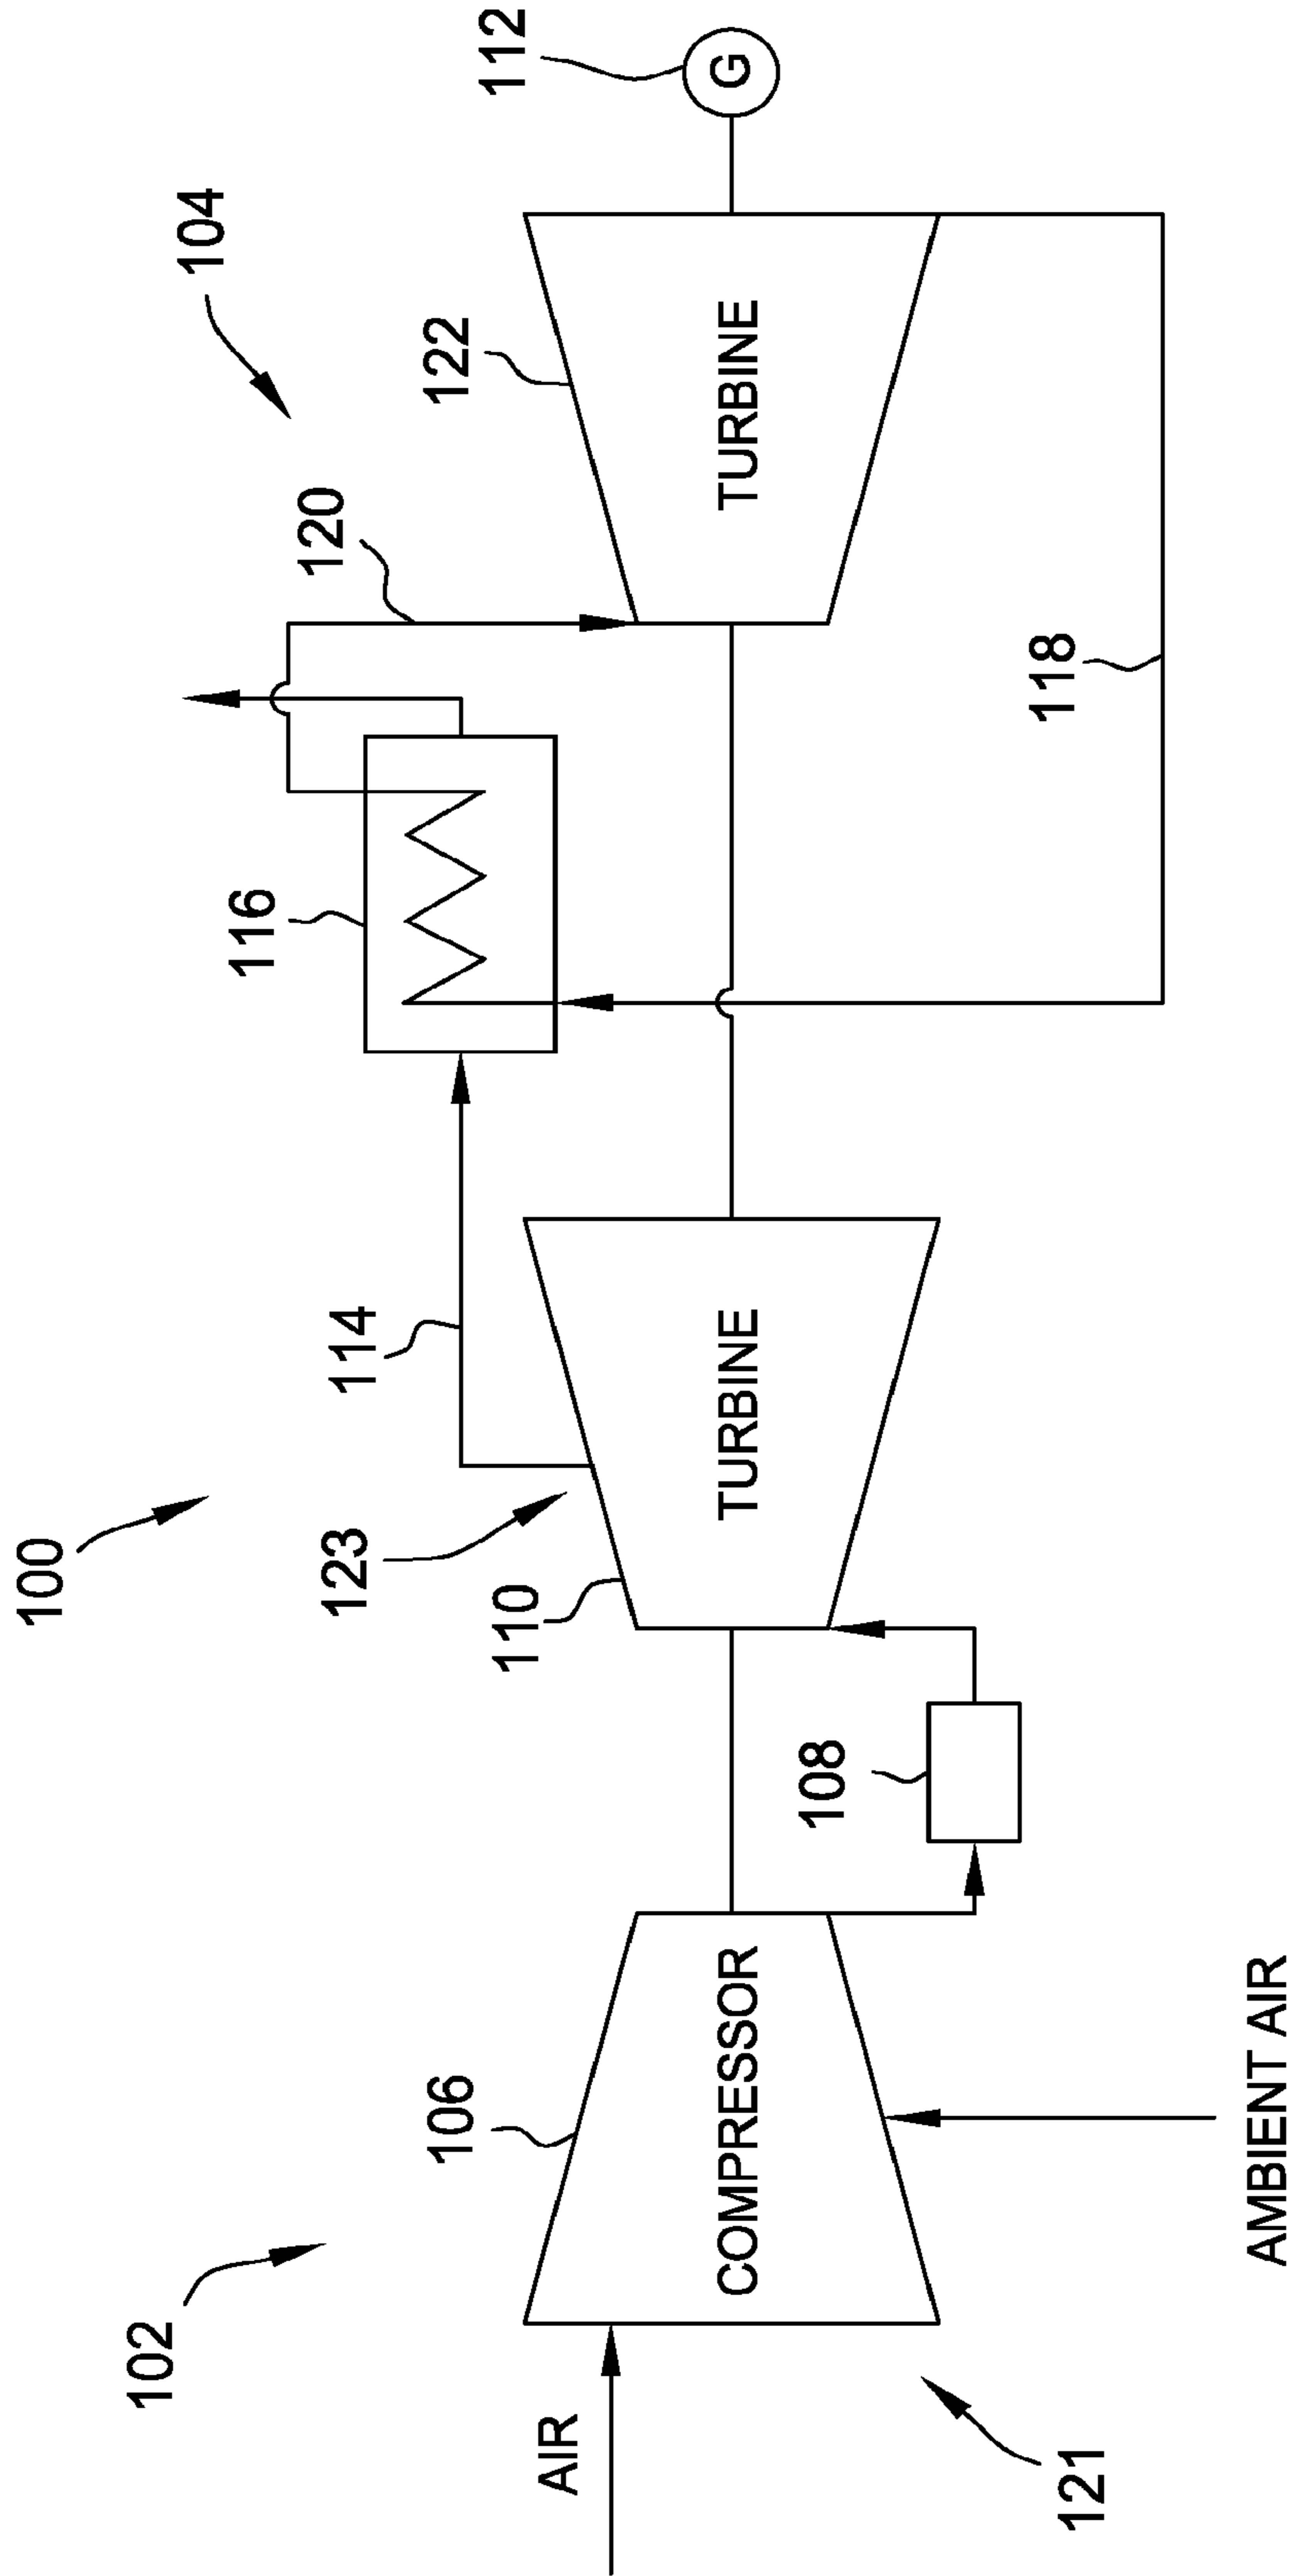 100
102
104
106
COMPRESSOR
AIR
121
AMBIENT AIR
108
110
123
TURBINE
114
116
120
118
122
TURBINE
112
G